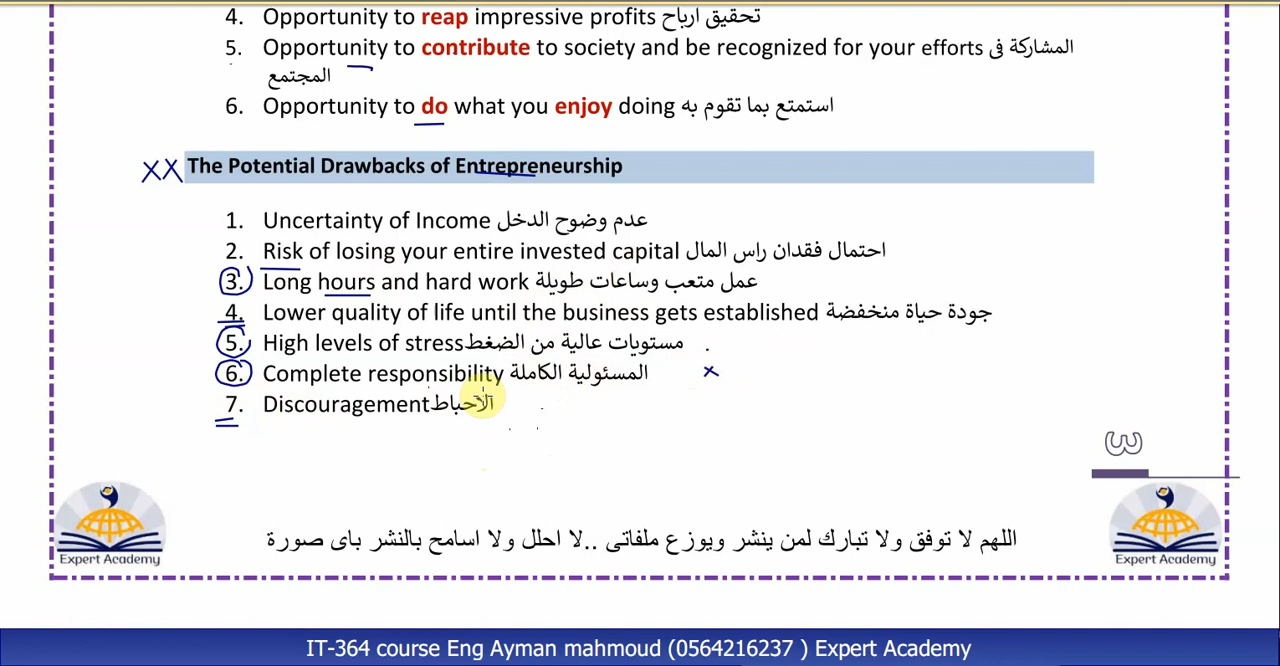 4. Opportunity to reap impressive profits تحقيق ارباح
5. Opportunity to contribute to society and be recognized for your efforts المشاركة فى
المجتمع
6. Opportunity to do what you enjoy doing استمتع بما تقوم به
XX The Potential Drawbacks of Entrepreneurship
1. Uncertainty of Income عدم وضوح الدخل
2. Risk of losing your entire invested capital احتمال فقدان راس المال
3. Long hours and hard work عمل متعب وساعات طويلة
4. Lower quality of life until the business gets established جودة حياة منخفضة
5. High levels of stress مستويات عالية من الضغط
6. Complete responsibility المسئولية الكاملة x
7. Discouragement الاحباط
3
Expert Academy
اللهم لا توفق ولا تبارك لمن ينشر ويوزع ملفاتى ..لا احلل ولا اسامح بالنشر باى صورة
Expert Academy
IT-364 course Eng Ayman mahmoud (0564216237 ) Expert Academy